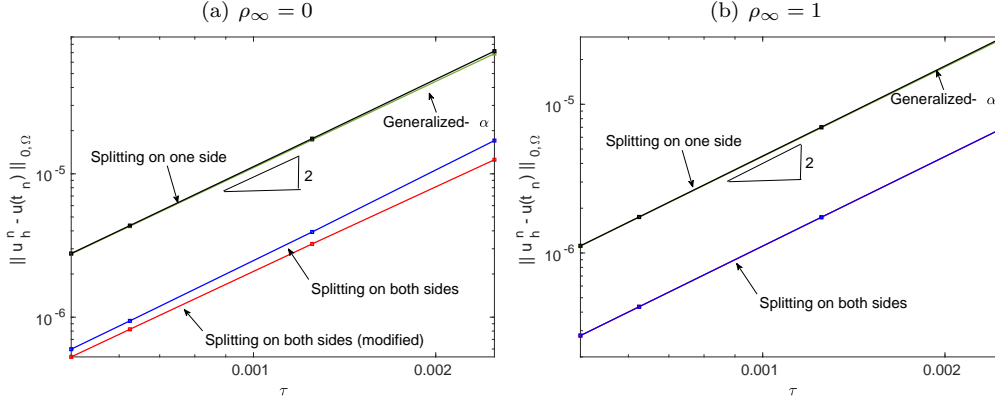 (a) ρ∞ = 0
|| u_h^n - u(t_n) ||_{0,Ω}
10^{-5}
10^{-6}
Generalized- α
Splitting on one side
2
Splitting on both sides
Splitting on both sides (modified)
0.001
0.002
τ
(b) ρ∞ = 1
|| u_h^n - u(t_n) ||_{0,Ω}
10^{-5}
10^{-6}
Generalized- α
Splitting on one side
2
Splitting on both sides
0.001
0.002
τ